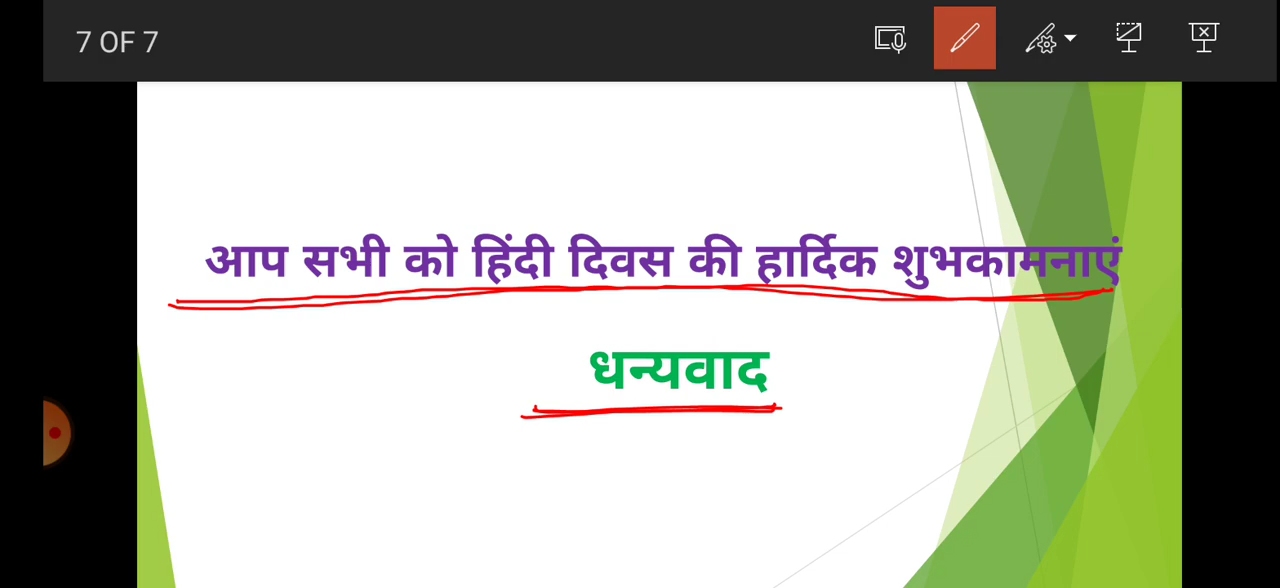 7 OF 7
आप सभी को हिंदी दिवस की हार्दिक शुभकामनाएं
धन्यवाद